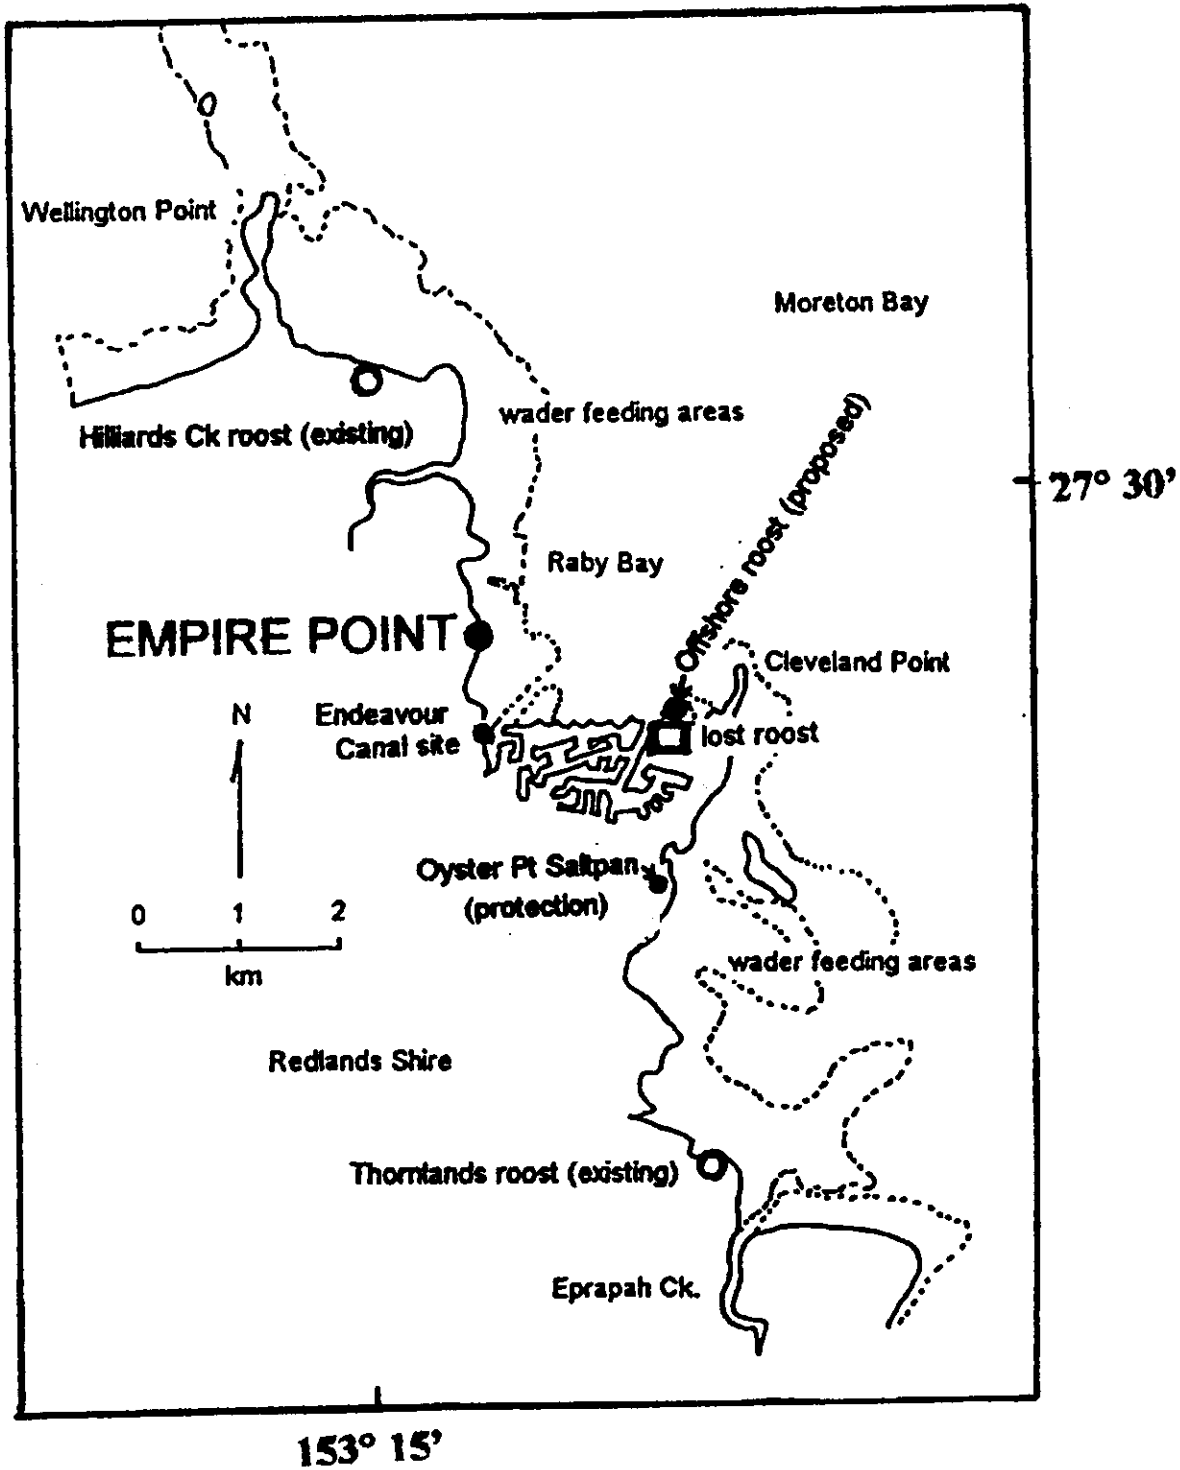 Wellington Point
Moreton Bay
wader feeding areas
Hilliards Ck roost (existing)
27° 30'
Offshore roost (proposed)
Raby Bay
EMPIRE POINT
Cleveland Point
N
Endeavour
Canal site
lost roost
Oyster Pt Saltpan
(protection)
0 1 2
km
wader feeding areas
Redlands Shire
Thornlands roost (existing)
Eprapah Ck.
153° 15'